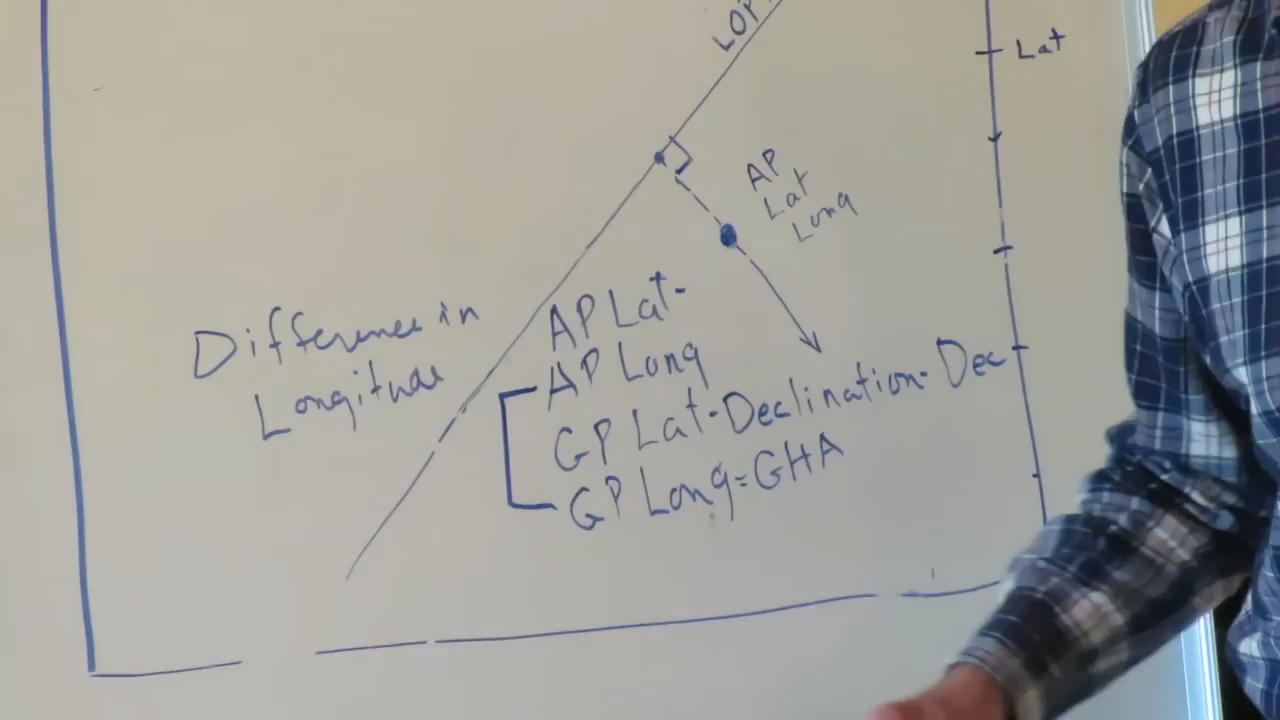 LOP
Lat
AP
Lat
Long
Difference in
Longitude
AP Lat-
AP Long
GP Lat-Declination-Dec
GP Long=GHA